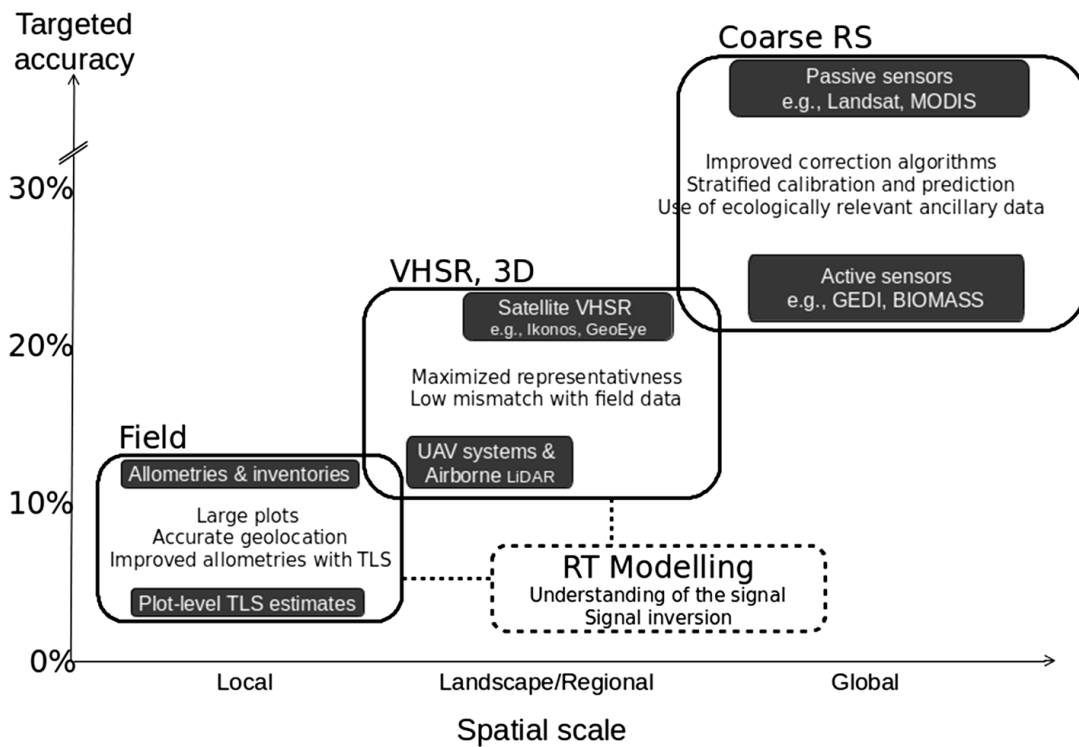 Targeted
accuracy
Coarse RS
Passive sensors
e.g., Landsat, MODIS
Improved correction algorithms
Stratified calibration and prediction
Use of ecologically relevant ancillary data
Active sensors
e.g., GEDI, BIOMASS
30%
VHSR, 3D
Satellite VHSR
e.g., Ikonos, GeoEye
20%
Maximized representativness
Low mismatch with field data
UAV systems &
Airborne LiDAR
Field
Allometries & inventories
10%
Large plots
Accurate geolocation
Improved allometries with TLS
Plot-level TLS estimates
RT Modelling
Understanding of the signal
Signal inversion
0%
Local
Landscape/Regional
Global
Spatial scale